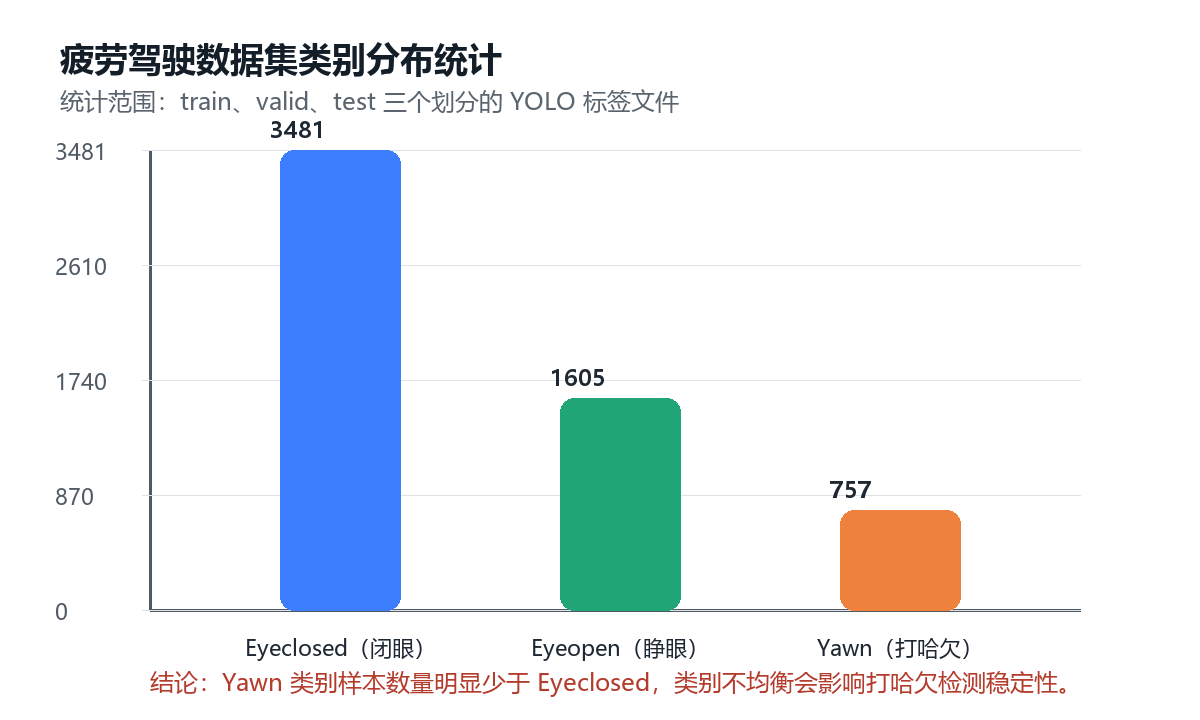 疲劳驾驶数据集类别分布统计
统计范围：train、valid、test 三个划分的 YOLO 标签文件
3481
3481
2610
1740
1605
870
757
0
Eyeclosed（闭眼）
Eyeopen（睁眼）
Yawn（打哈欠）
结论：Yawn 类别样本数量明显少于 Eyeclosed，类别不均衡会影响打哈欠检测稳定性。